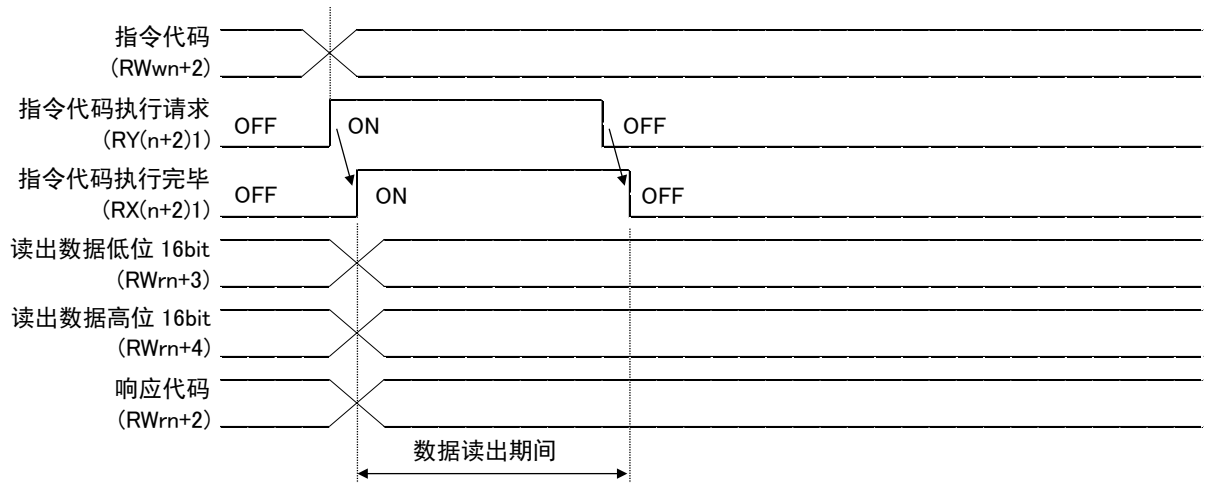 指令代码
(RWwn+2)
指令代码执行请求
(RY(n+2)1)
OFF ON OFF
指令代码执行完毕
(RX(n+2)1)
OFF ON OFF
读出数据低位 16bit
(RWrn+3)
读出数据高位 16bit
(RWrn+4)
响应代码
(RWrn+2)
数据读出期间